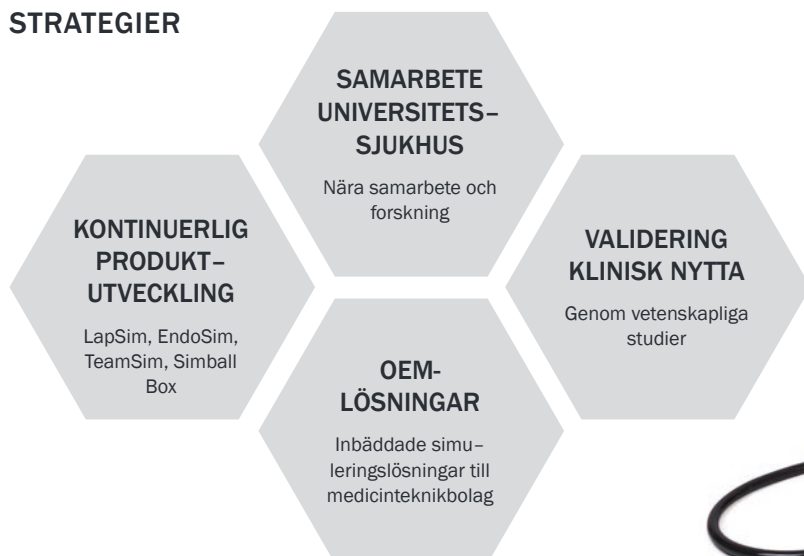 STRATEGIER
SAMARBETE
UNIVERSITETS–
SJUKHUS
Nära samarbete och
forskning
KONTINUERLIG
PRODUKT–
UTVECKLING
LapSim, EndoSim,
TeamSim, Simball
Box
VALIDERING
KLINISK NYTTA
Genom vetenskapliga
studier
OEM-
LÖSNINGAR
Inbäddade simu–
leringslösningar till
medicinteknikbolag